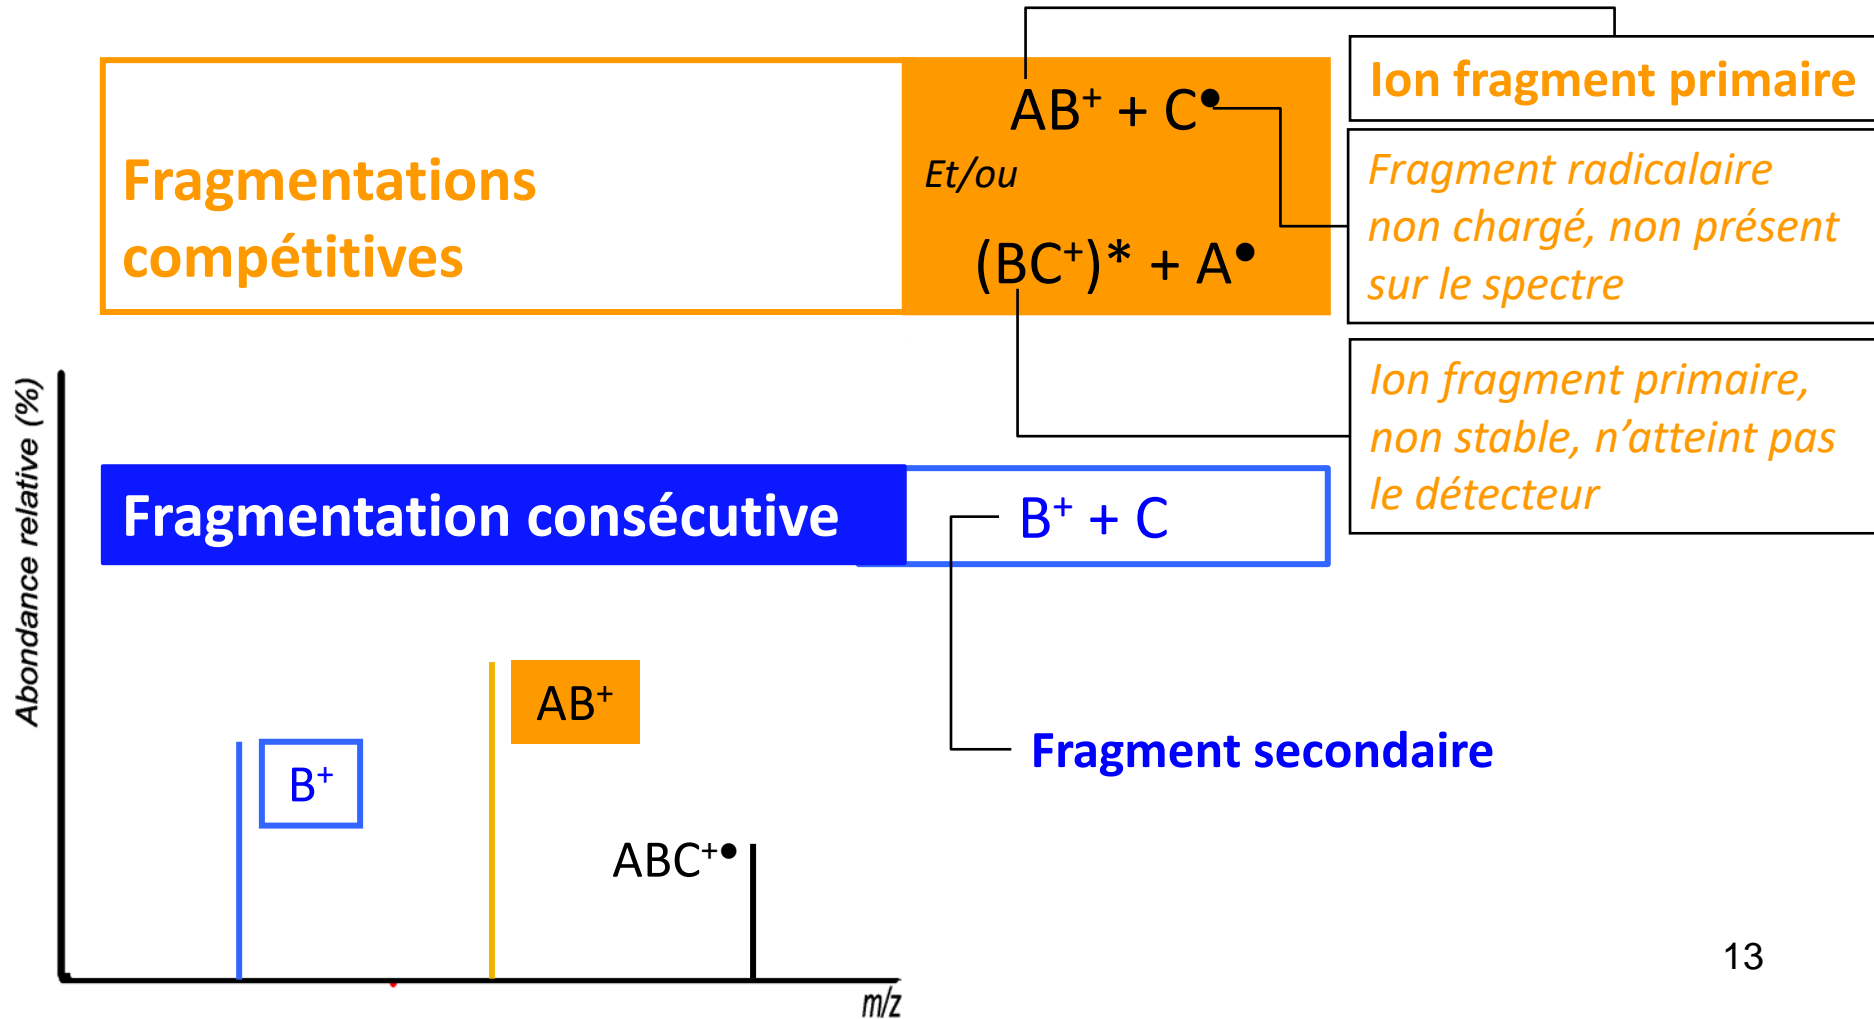 Ion fragment primaire
AB⁺ + C•
Et/ou
(BC⁺)* + A•
Fragmentations
compétitives
Fragment radicalaire
non chargé, non présent
sur le spectre
Ion fragment primaire,
non stable, n’atteint pas
le détecteur
Fragmentation consécutive
B⁺ + C
Fragment secondaire
Abondance relative (%)
B⁺
AB⁺
ABC⁺•
m/z
13